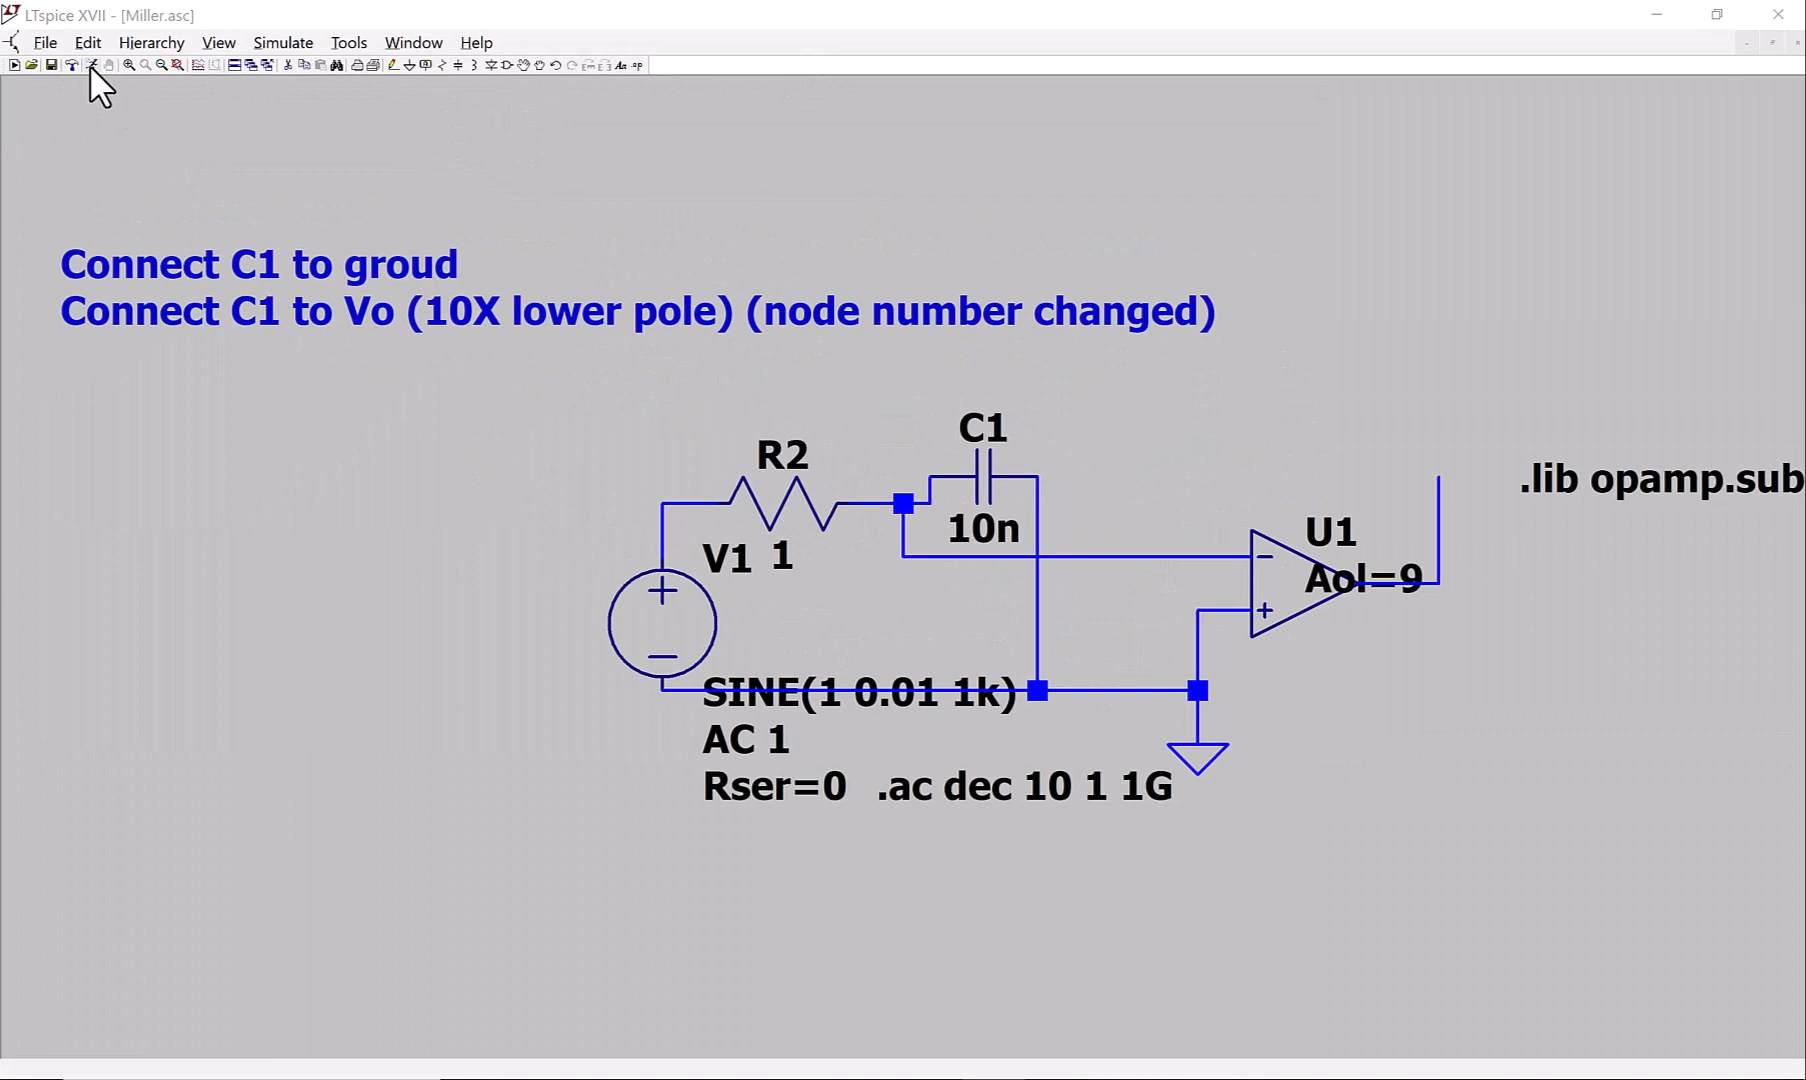 LTspice XVII - [Miller.asc]
File Edit Hierarchy View Simulate Tools Window Help
Connect C1 to groud
Connect C1 to Vo (10X lower pole) (node number changed)
C1
R2
.lib opamp.sub
10n
U1
V1 1
Aol=9
SINE(1 0.01 1k)
AC 1
Rser=0 .ac dec 10 1 1G